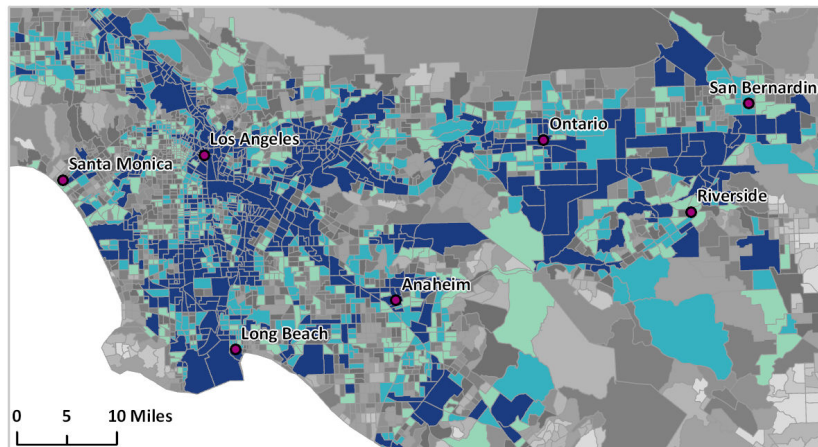 San Bernardin
Ontario
Los Angeles
Santa Monica
Riverside
Anaheim
Long Beach
0 5 10 Miles